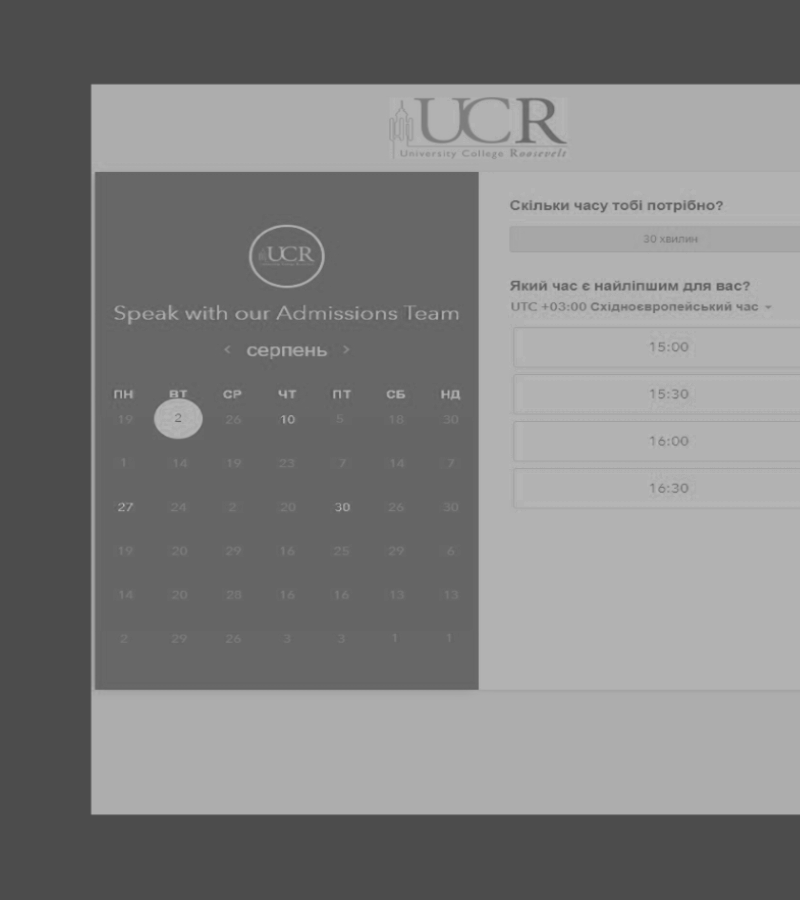 UCR
University College Roosevelt
UCR
Speak with our Admissions Team
‹ серпень ›
ПН ВТ СР ЧТ ПТ СБ НД
19 2 26 10 5 18 30
1 14 19 23 7 14 7
27 24 2 20 30 26 30
19 20 29 16 25 29 6
14 20 28 16 16 13 13
2 29 26 3 3 1 1
Скільки часу тобі потрібно?
30 хвилин
Який час є найліпшим для вас?
UTC +03:00 Східноєвропейський час
15:00
15:30
16:00
16:30